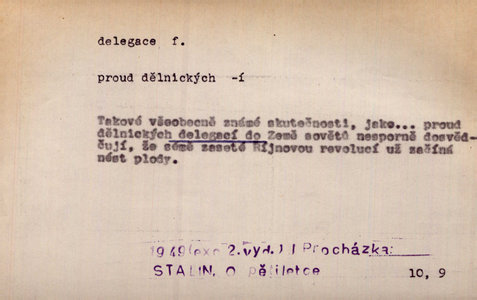 delegace f.
proud dělnických -í
Takové všeobecně známé skutečnosti, jako... proud
dělnických delegací do Země sovětů nesporně dosvěd-
čují, že sémě zaseté Říjnovou revolucí už začíná
nést plody.
1949(exc 2.vyd.) I Procházka:
STALIN, O pětiletce
10, 9